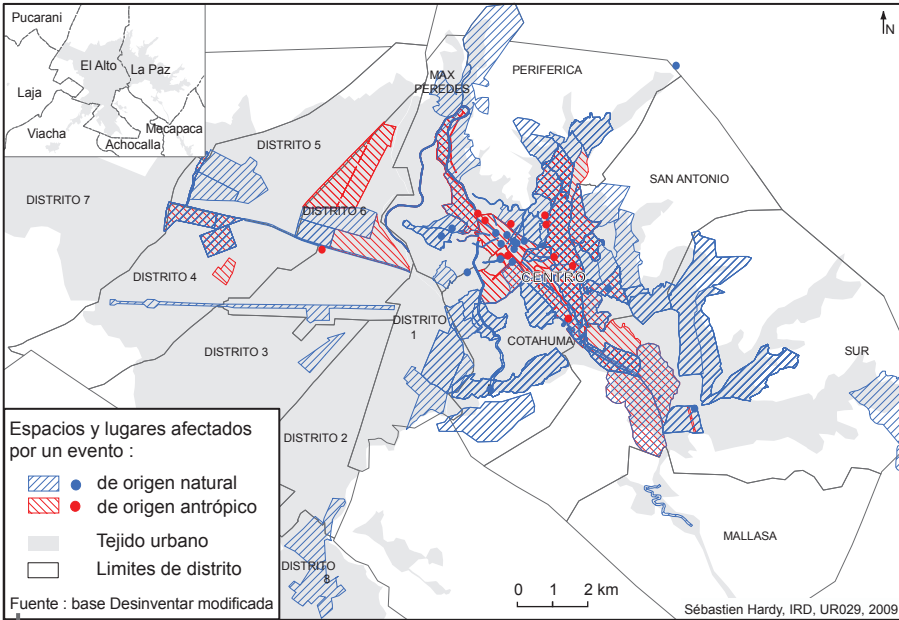 Pucarani
El Alto
La Paz
Laja
Viacha
Mecapaca
Achocalla
N
MAX
PEREDES
PERIFERICA
DISTRITO 5
SAN ANTONIO
DISTRITO 7
DISTRITO 6
DISTRITO 4
CENTRO
DISTRITO
1
COTAHUMA
DISTRITO 3
SUR
DISTRITO 2
MALLASA
DISTRITO
8
Espacios y lugares afectados
por un evento :
de origen natural
de origen antrópico
Tejido urbano
Limites de distrito
Fuente : base Desinventar modificada
0 1 2 km
Sébastien Hardy, IRD, UR029, 2009